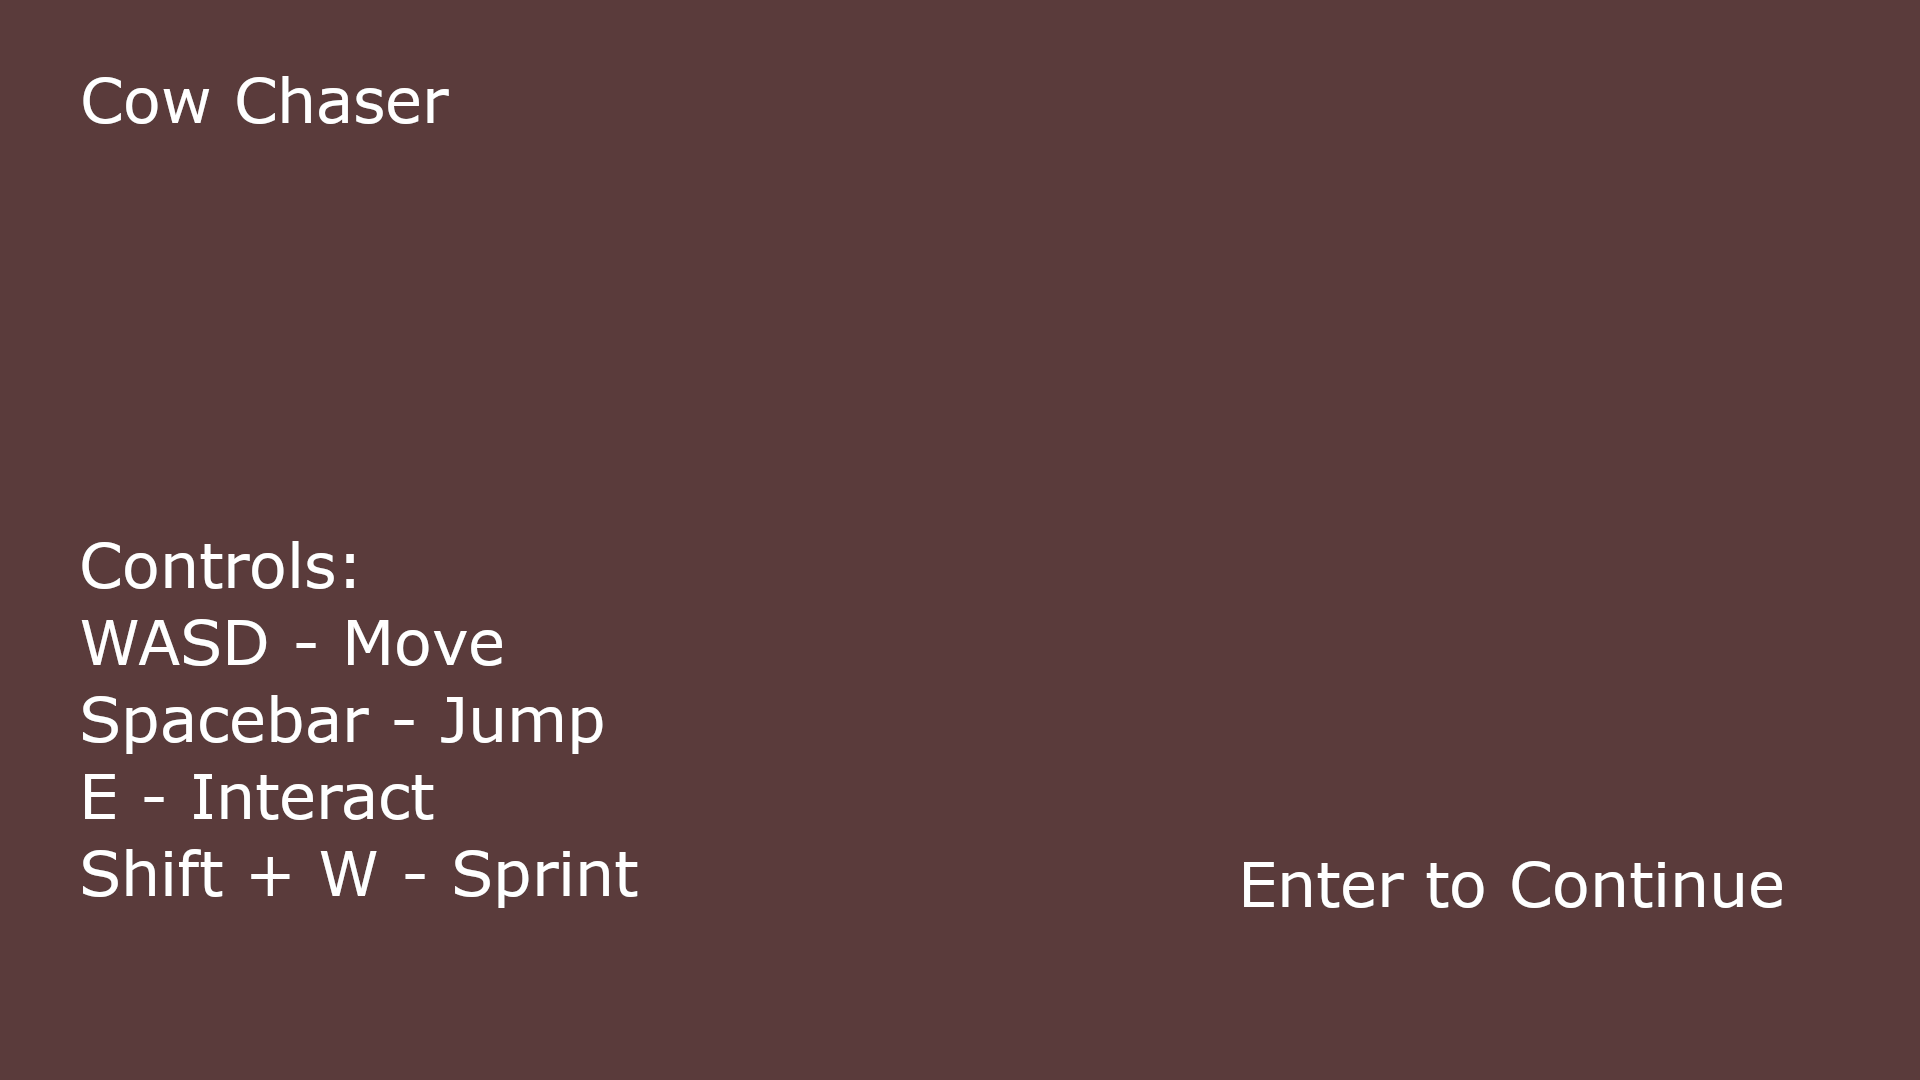 Cow Chaser
Controls:
WASD - Move
Spacebar - Jump
E - Interact
Shift + W - Sprint
Enter to Continue